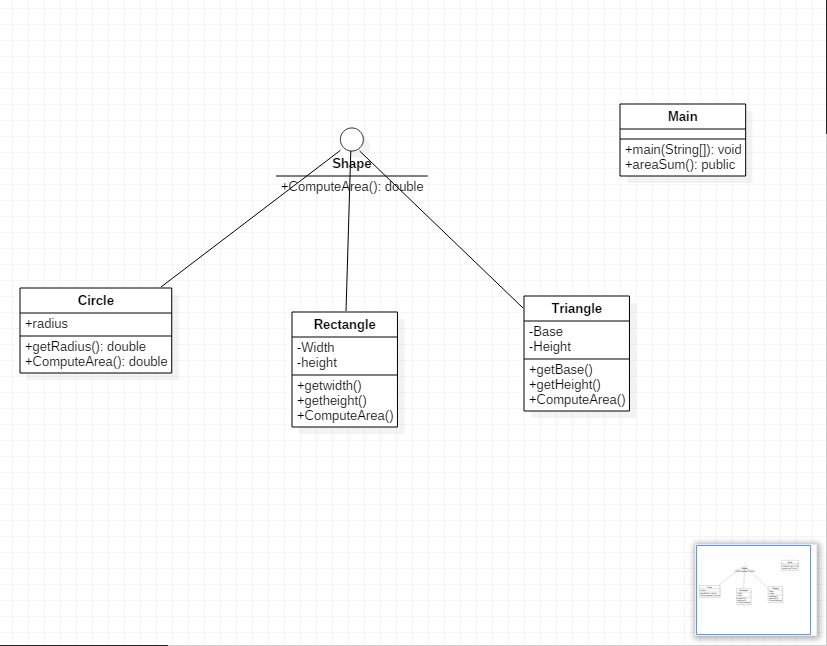 Main
+main(String[]): void
+areaSum(): public
Shape
+ComputeArea(): double
Circle
+radius
+getRadius(): double
+ComputeArea(): double
Rectangle
-Width
-height
+getwidth()
+getheight()
+ComputeArea()
Triangle
-Base
-Height
+getBase()
+getHeight()
+ComputeArea()